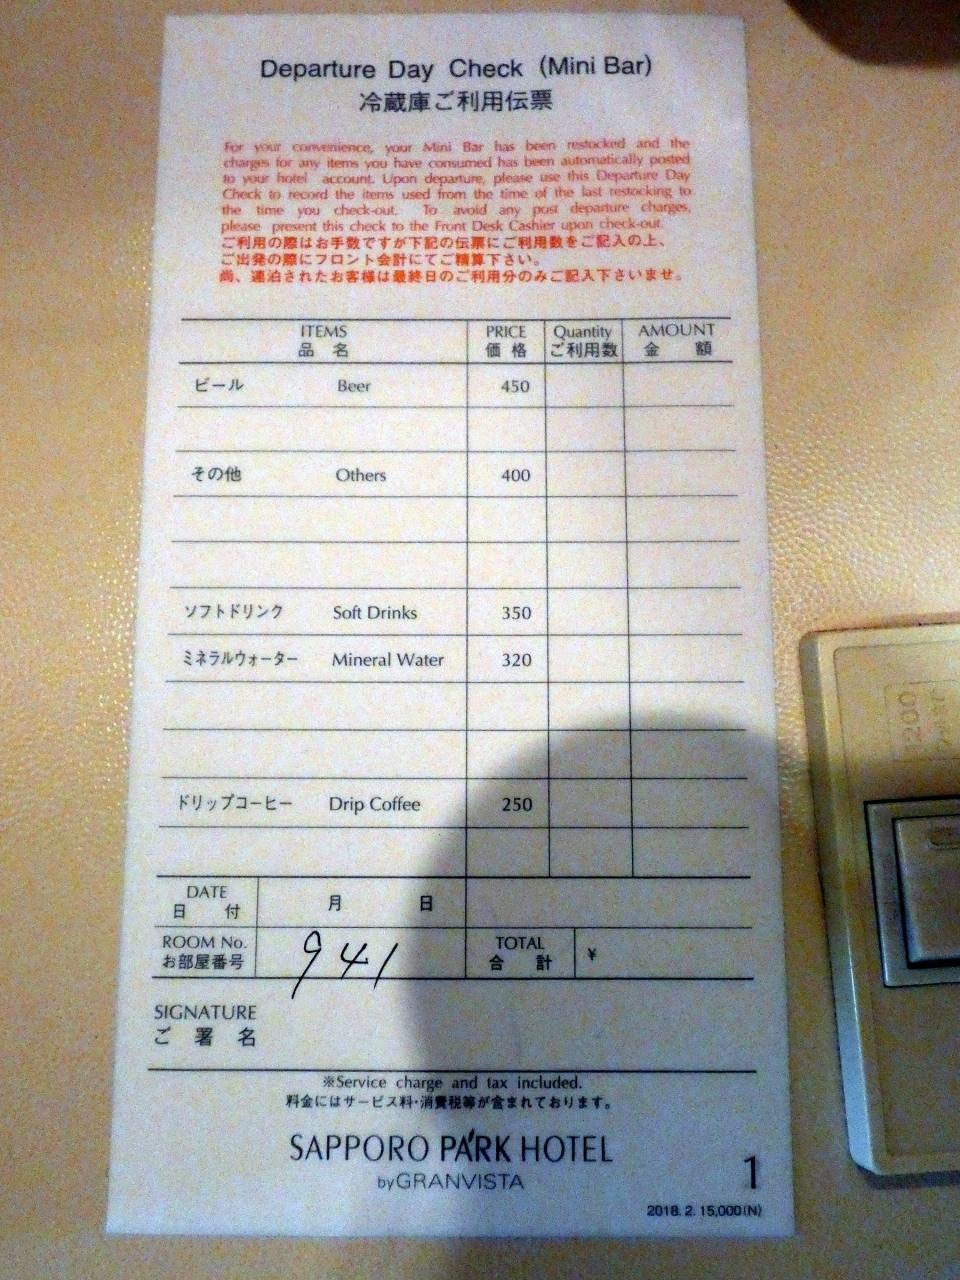 Departure Day Check (Mini Bar)
冷蔵庫ご利用伝票
For your convenience, your Mini Bar has been restocked and the
charges for any items you have consumed has been automatically posted
to your hotel account. Upon departure, please use this Departure Day
Check to record the items used from the time of the last restocking to
the time you check-out. To avoid any post departure charges,
please present this check to the Front Desk Cashier upon check-out.
ご利用の際はお手数ですが下記の伝票にご利用数をご記入の上、
ご出発の際にフロント会計にてご精算下さい。
尚、連泊されたお客様は最終日のご利用分のみご記入下さいませ。
ITEMS PRICE Quantity AMOUNT
品 名 価 格 ご利用数 金 額
ビール Beer 450
その他 Others 400
ソフトドリンク Soft Drinks 350
ミネラルウォーター Mineral Water 320
ドリップコーヒー Drip Coffee 250
DATE
日 付 月 日
ROOM No. 941 TOTAL ¥
お部屋番号 合 計
SIGNATURE
ご 署 名
※Service charge and tax included.
料金にはサービス料・消費税等が含まれております。
SAPPORO PARK HOTEL
by GRANVISTA
1
2018. 2. 15,000(N)
1200